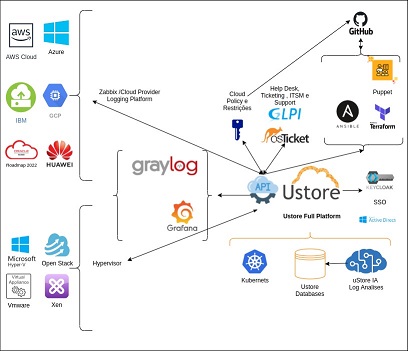 aws
AWS Cloud
Azure
IBM
GCP
Roadmap 2022
HUAWEI
Zabbix /Cloud Provider
Logging Platform
Cloud
Policy e
Restrições
Help Desk,
Ticketing , ITSM e
Support
GLPI
osTicket
GitHub
Puppet
ANSIBLE
Terraform
graylog
Grafana
API
Ustore
Ustore Full Platform
KEYCLOAK
SSO
Hypervisor
Microsoft
Hyper-V
Open Stack
Virtual
Appliance
Vmware
Xen
Kubernets
Ustore
Databases
uStore IA
Log Analises